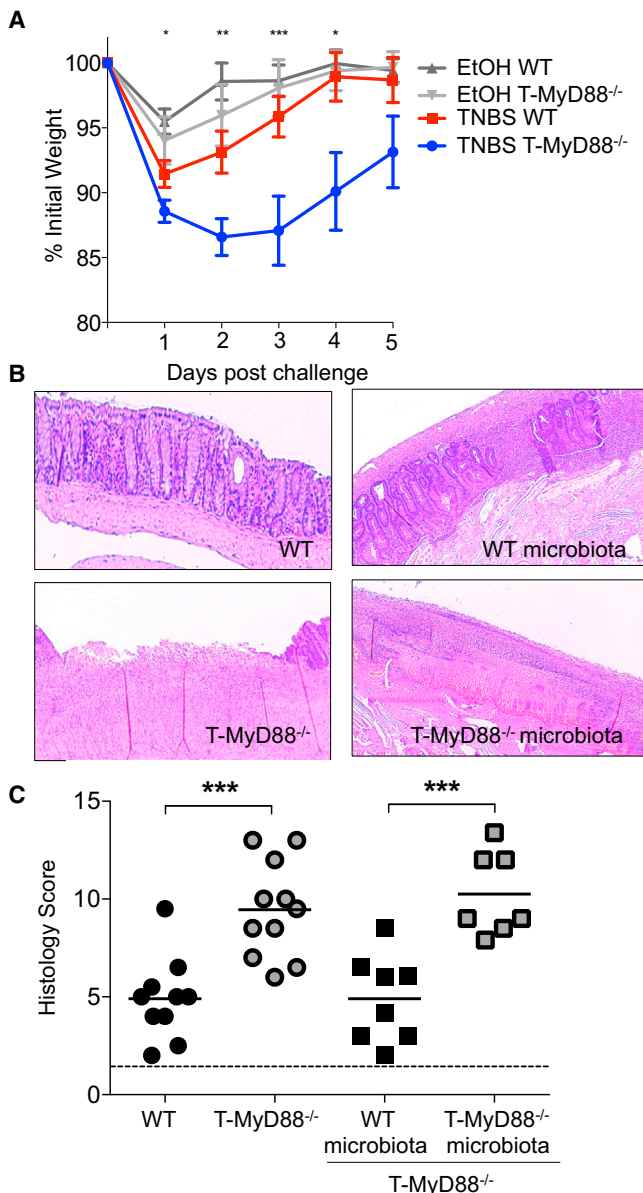 A
* ** *** *
100
95
90
85
80
% Initial Weight
1 2 3 4 5
Days post challenge
EtOH WT
EtOH T-MyD88-/-
TNBS WT
TNBS T-MyD88-/-
B
WT
WT microbiota
T-MyD88-/-
T-MyD88-/- microbiota
C
*** ***
15
10
5
0
Histology Score
WT T-MyD88-/- WT microbiota T-MyD88-/- microbiota
T-MyD88-/-